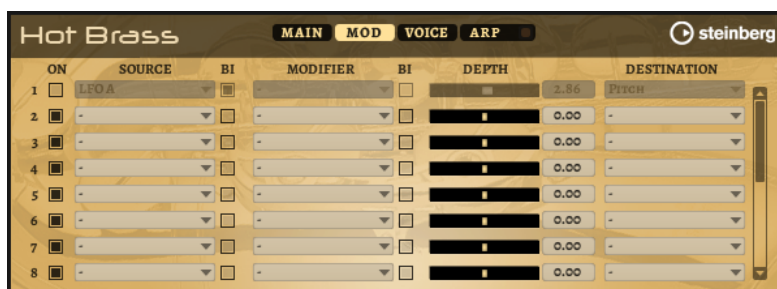 Hot Brass MAIN MOD VOICE ARP steinberg
ON SOURCE BI MODIFIER BI DEPTH DESTINATION
1 LFO A - 2.86 PITCH
2 - - 0.00 -
3 - - 0.00 -
4 - - 0.00 -
5 - - 0.00 -
6 - - 0.00 -
7 - - 0.00 -
8 - - 0.00 -